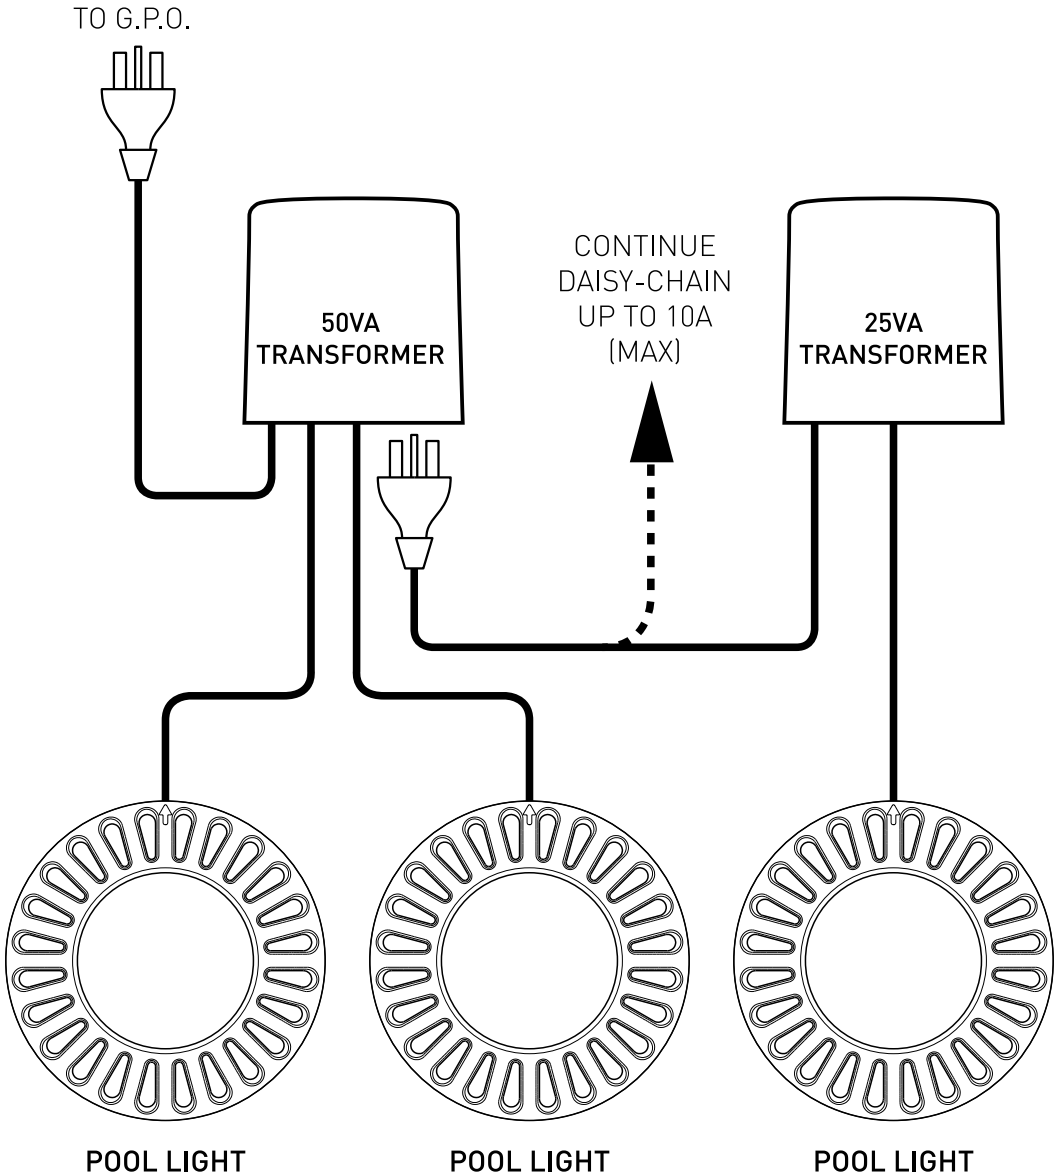 TO G.P.O.
50VA
TRANSFORMER
CONTINUE
DAISY-CHAIN
UP TO 10A
(MAX)
25VA
TRANSFORMER
POOL LIGHT
POOL LIGHT
POOL LIGHT